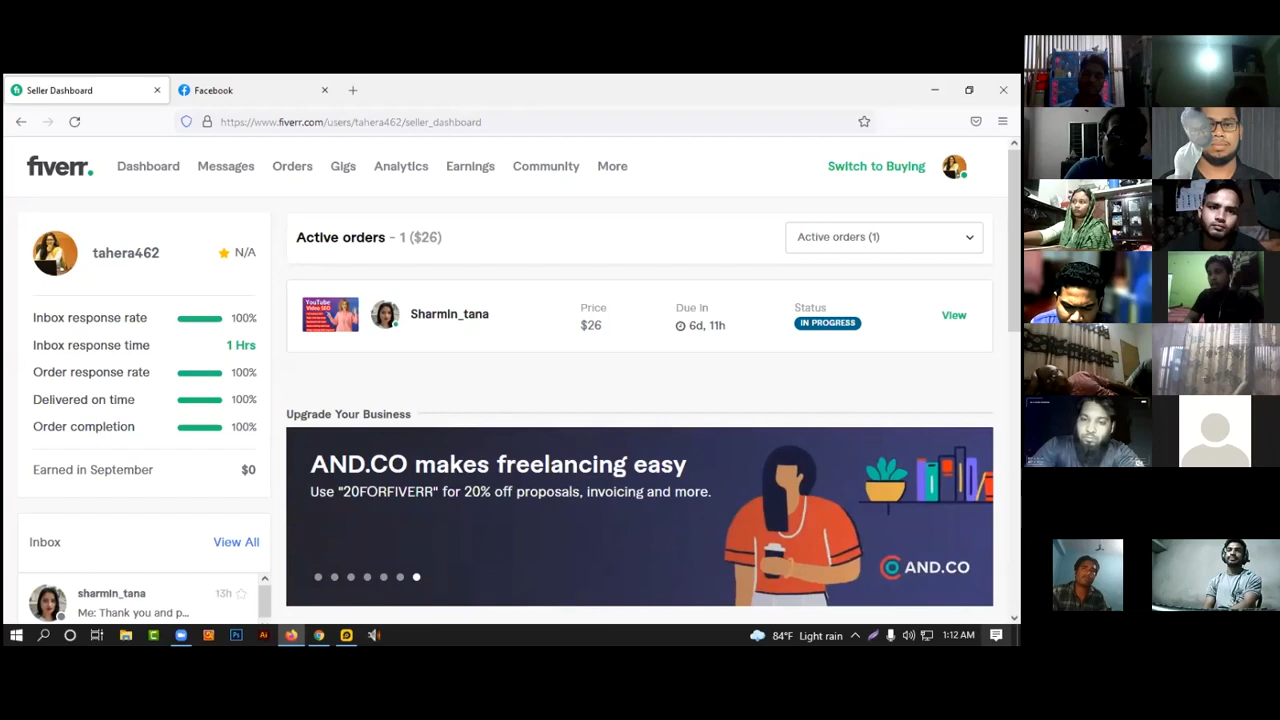 Seller Dashboard
Facebook
https://www.fiverr.com/users/tahera462/seller_dashboard
fiverr.
Dashboard
Messages
Orders
Gigs
Analytics
Earnings
Community
More
Switch to Buying
tahera462
N/A
Inbox response rate 100%
Inbox response time 1 Hrs
Order response rate 100%
Delivered on time 100%
Order completion 100%
Earned in September $0
Inbox View All
sharmin_tana 13h
Me: Thank you and p...
Active orders - 1 ($26)
Active orders (1)
YouTube
Video SEO
Sharmin_tana
Price
$26
Due In
6d, 11h
Status
IN PROGRESS
View
Upgrade Your Business
AND.CO makes freelancing easy
Use "20FORFIVERR" for 20% off proposals, invoicing and more.
AND.CO
84°F Light rain
1:12 AM